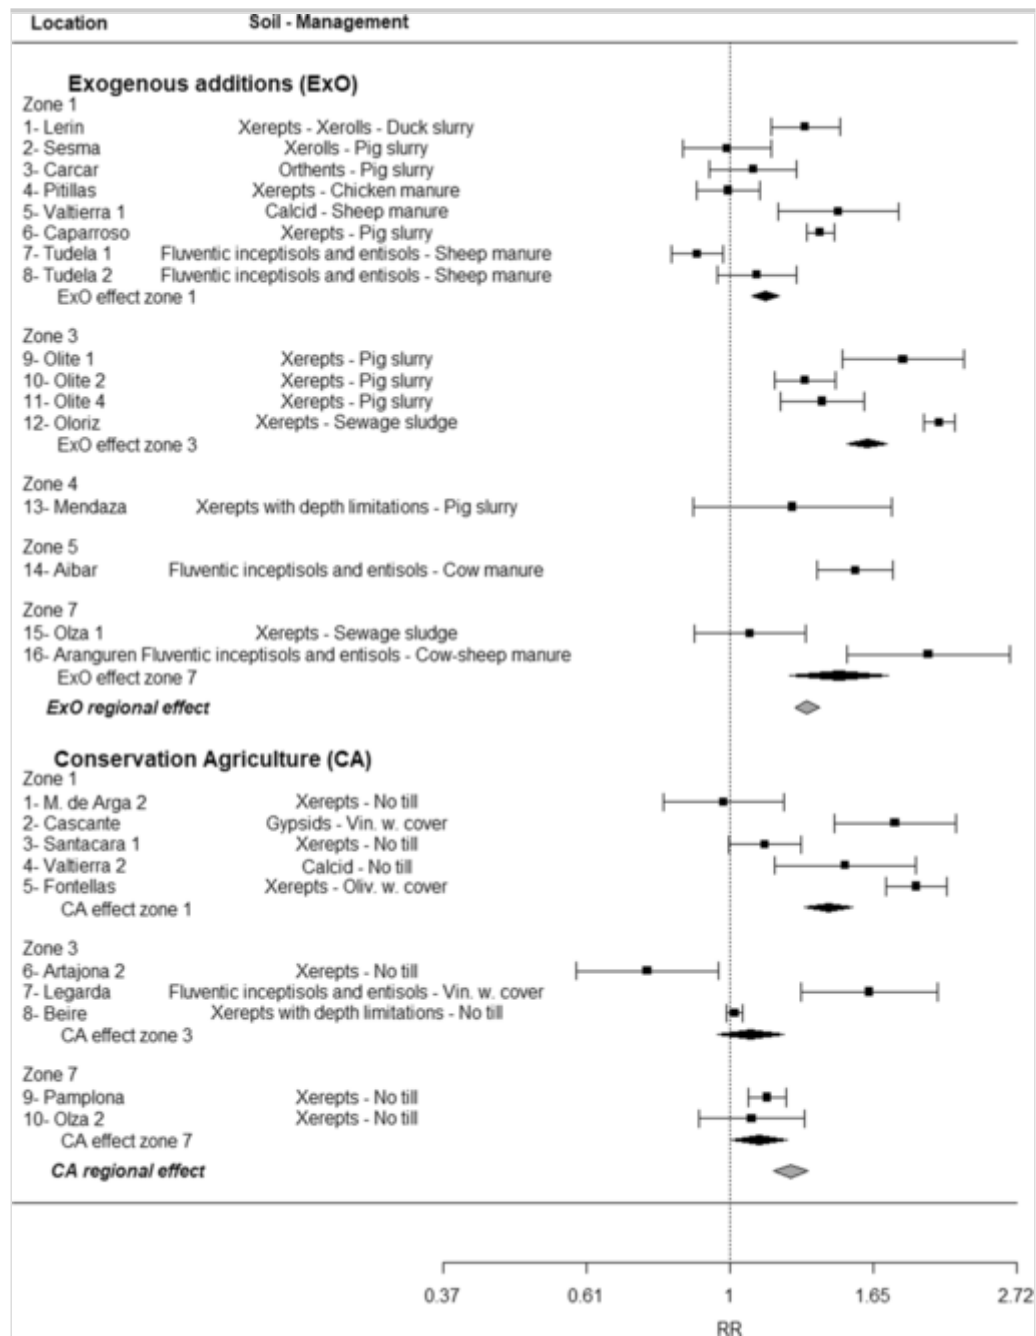 Location Soil - Management
Exogenous additions (ExO)
Zone 1
1- Lerin Xerepts - Xerolls - Duck slurry
2- Sesma Xerolls - Pig slurry
3- Carcar Orthents - Pig slurry
4- Pitillas Xerepts - Chicken manure
5- Valtierra 1 Calcid - Sheep manure
6- Caparroso Xerepts - Pig slurry
7- Tudela 1 Fluventic inceptisols and entisols - Sheep manure
8- Tudela 2 Fluventic inceptisols and entisols - Sheep manure
ExO effect zone 1
Zone 3
9- Olite 1 Xerepts - Pig slurry
10- Olite 2 Xerepts - Pig slurry
11- Olite 4 Xerepts - Pig slurry
12- Oloriz Xerepts - Sewage sludge
ExO effect zone 3
Zone 4
13- Mendaza Xerepts with depth limitations - Pig slurry
Zone 5
14- Aibar Fluventic inceptisols and entisols - Cow manure
Zone 7
15- Olza 1 Xerepts - Sewage sludge
16- Aranguren Fluventic inceptisols and entisols - Cow-sheep manure
ExO effect zone 7
ExO regional effect
Conservation Agriculture (CA)
Zone 1
1- M. de Arga 2 Xerepts - No till
2- Cascante Gypsids - Vin. w. cover
3- Santacara 1 Xerepts - No till
4- Valtierra 2 Calcid - No till
5- Fontellas Xerepts - Oliv. w. cover
CA effect zone 1
Zone 3
6- Artajona 2 Xerepts - No till
7- Legarda Fluventic inceptisols and entisols - Vin. w. cover
8- Beire Xerepts with depth limitations - No till
CA effect zone 3
Zone 7
9- Pamplona Xerepts - No till
10- Olza 2 Xerepts - No till
CA effect zone 7
CA regional effect
0.37 0.61 1 1.65 2.72
RR